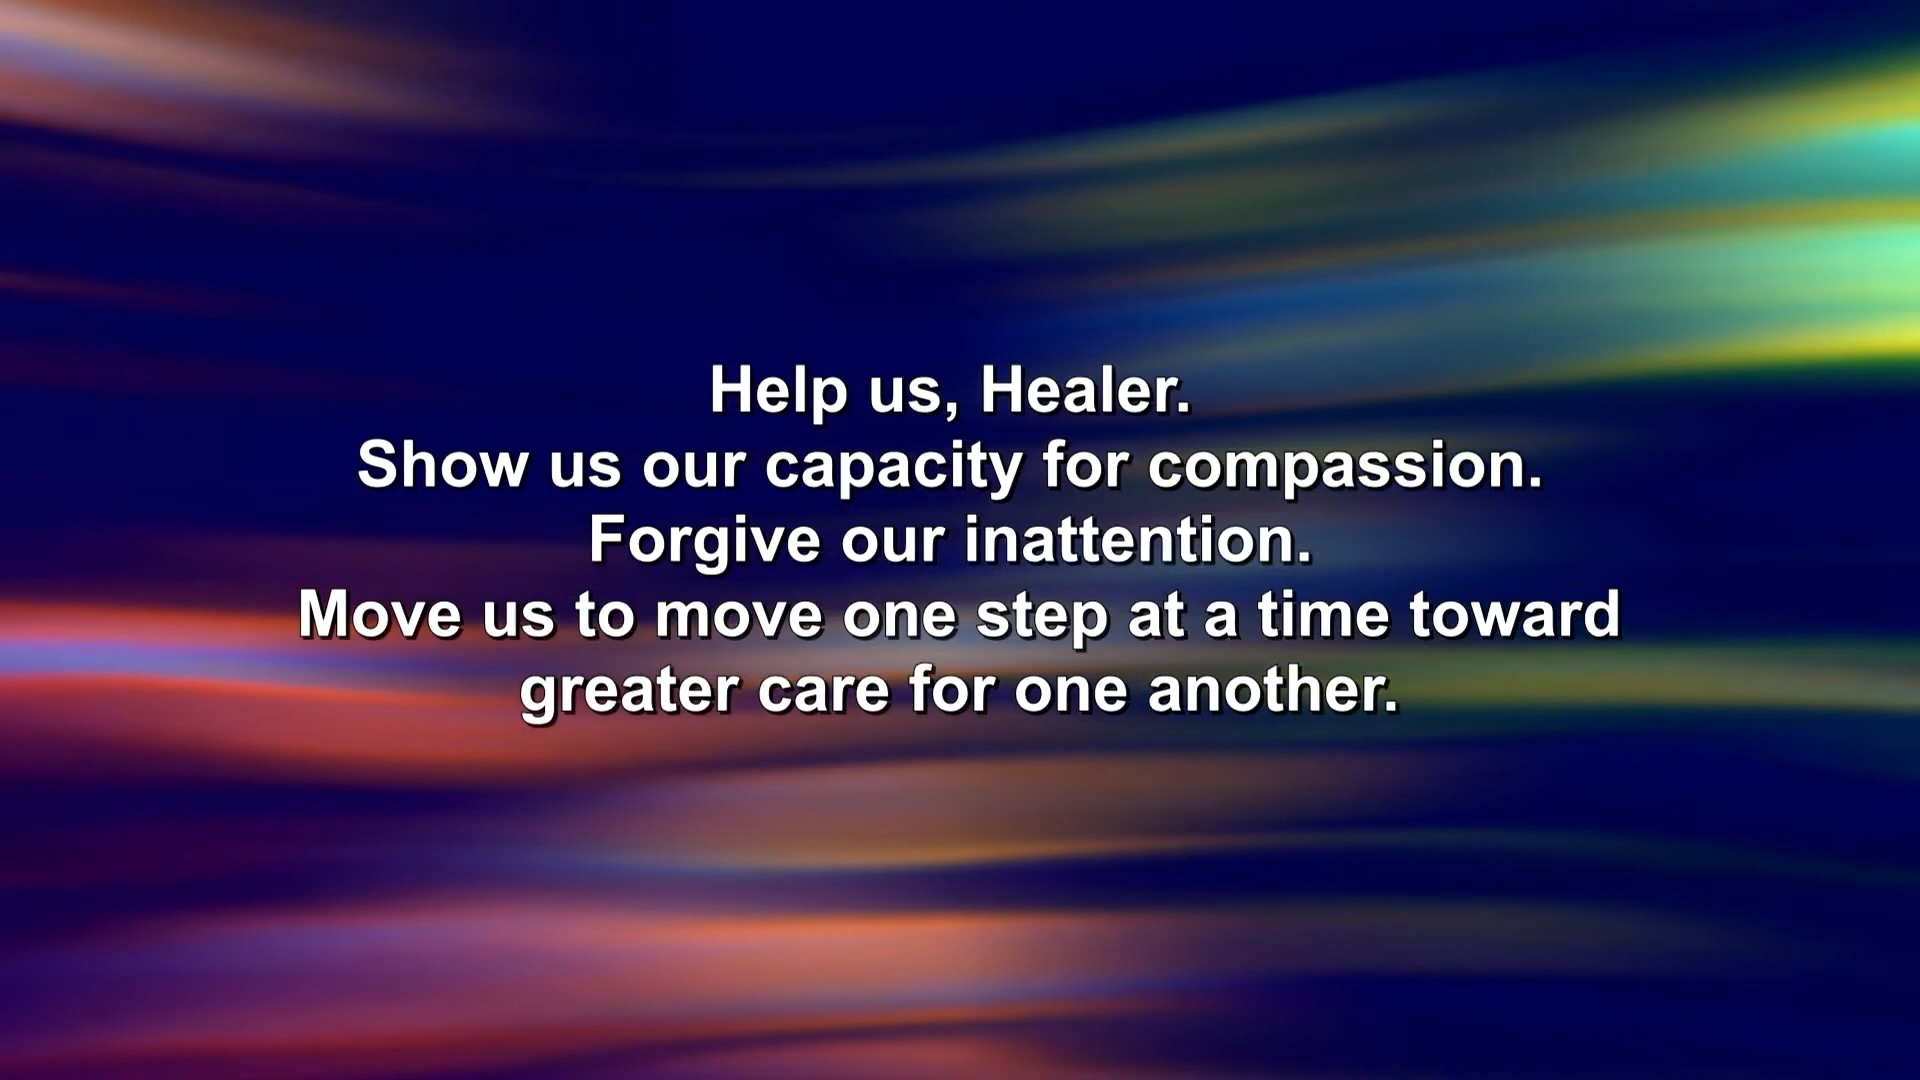 Help us, Healer.
Show us our capacity for compassion.
Forgive our inattention.
Move us to move one step at a time toward
greater care for one another.